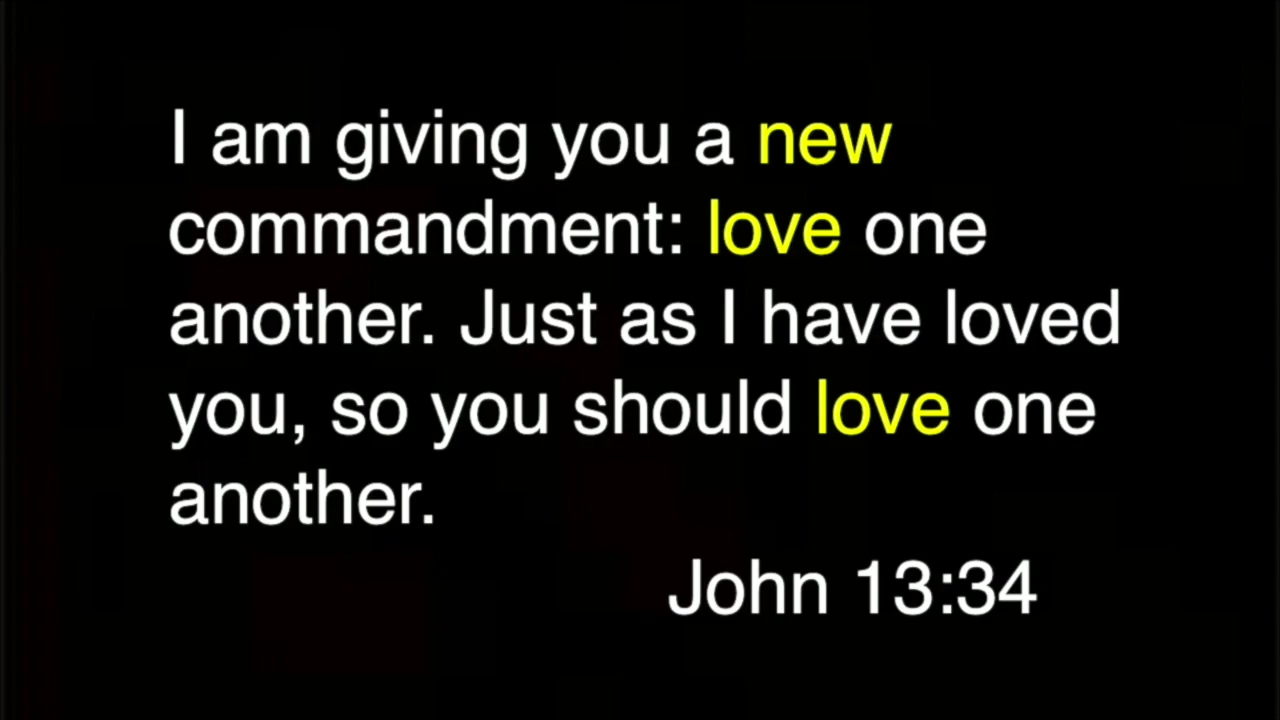 I am giving you a new
commandment: love one
another. Just as I have loved
you, so you should love one
another.
John 13:34